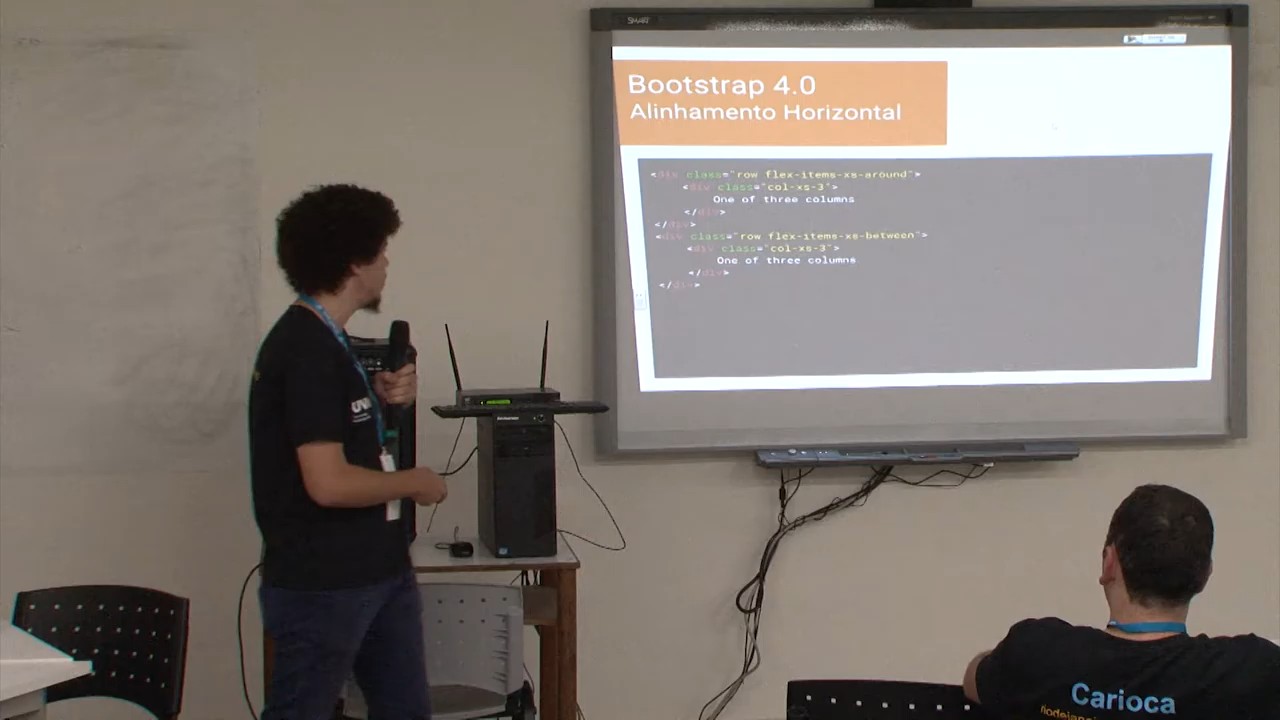 SMART
Bootstrap 4.0
Alinhamento Horizontal
<div class="row flex-items-xs-around">
<div class="col-xs-3">
One of three columns
</div>
</div>
<div class="row flex-items-xs-between">
<div class="col-xs-3">
One of three columns
</div>
</div>
Carioca